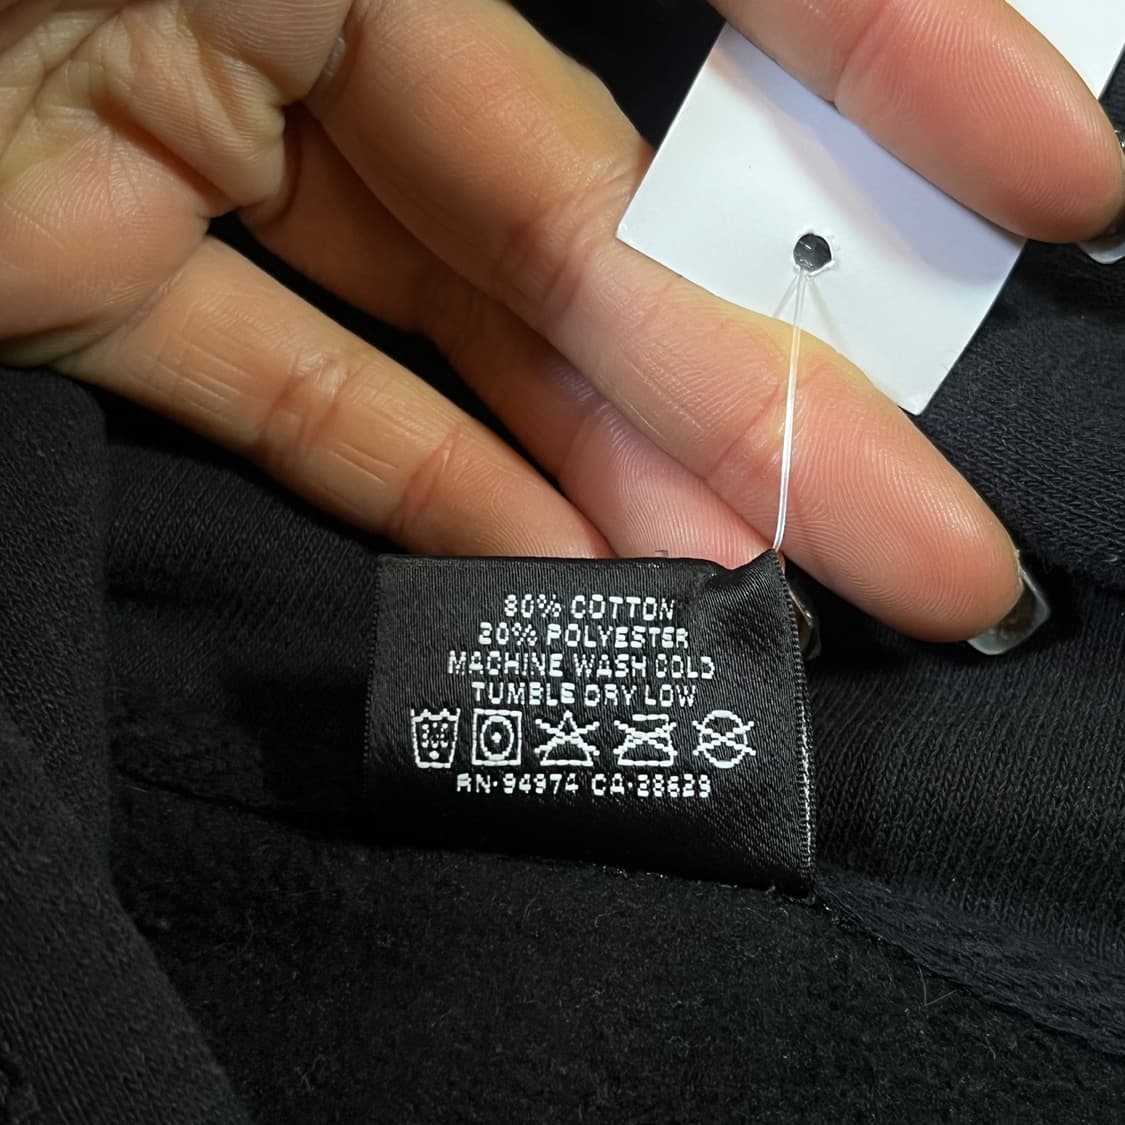 80% COTTON
20% POLYESTER
MACHINE WASH COLD
TUMBLE DRY LOW
RN·94974 CA·28629